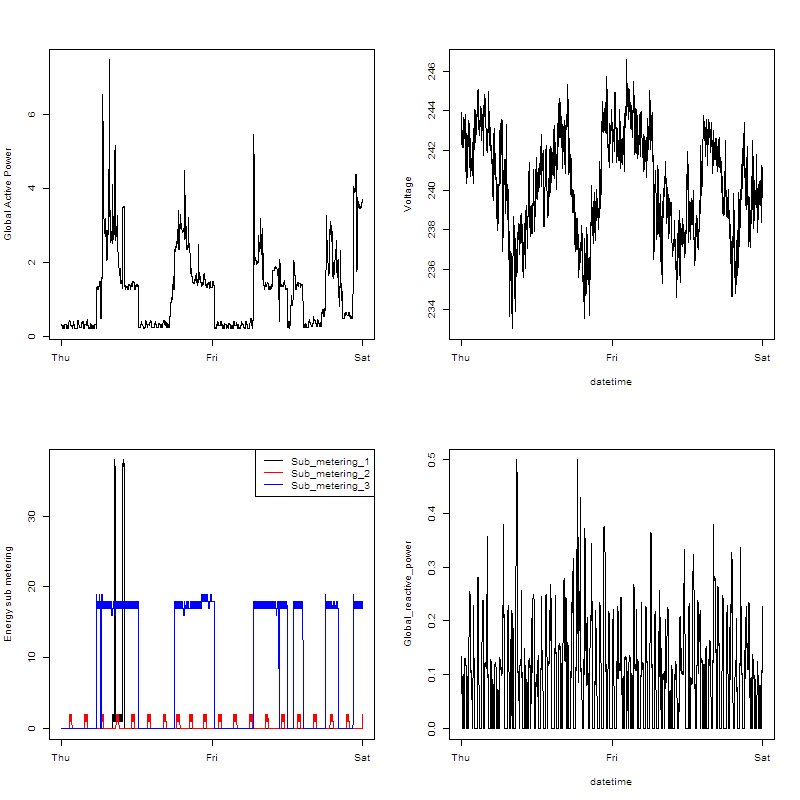 Global Active Power
0
2
4
6
Thu
Fri
Sat
Voltage
234
236
238
240
242
244
246
Thu
Fri
Sat
datetime
Energy sub metering
0
10
20
30
Sub_metering_1
Sub_metering_2
Sub_metering_3
Thu
Fri
Sat
Global_reactive_power
0.0
0.1
0.2
0.3
0.4
0.5
Thu
Fri
Sat
datetime